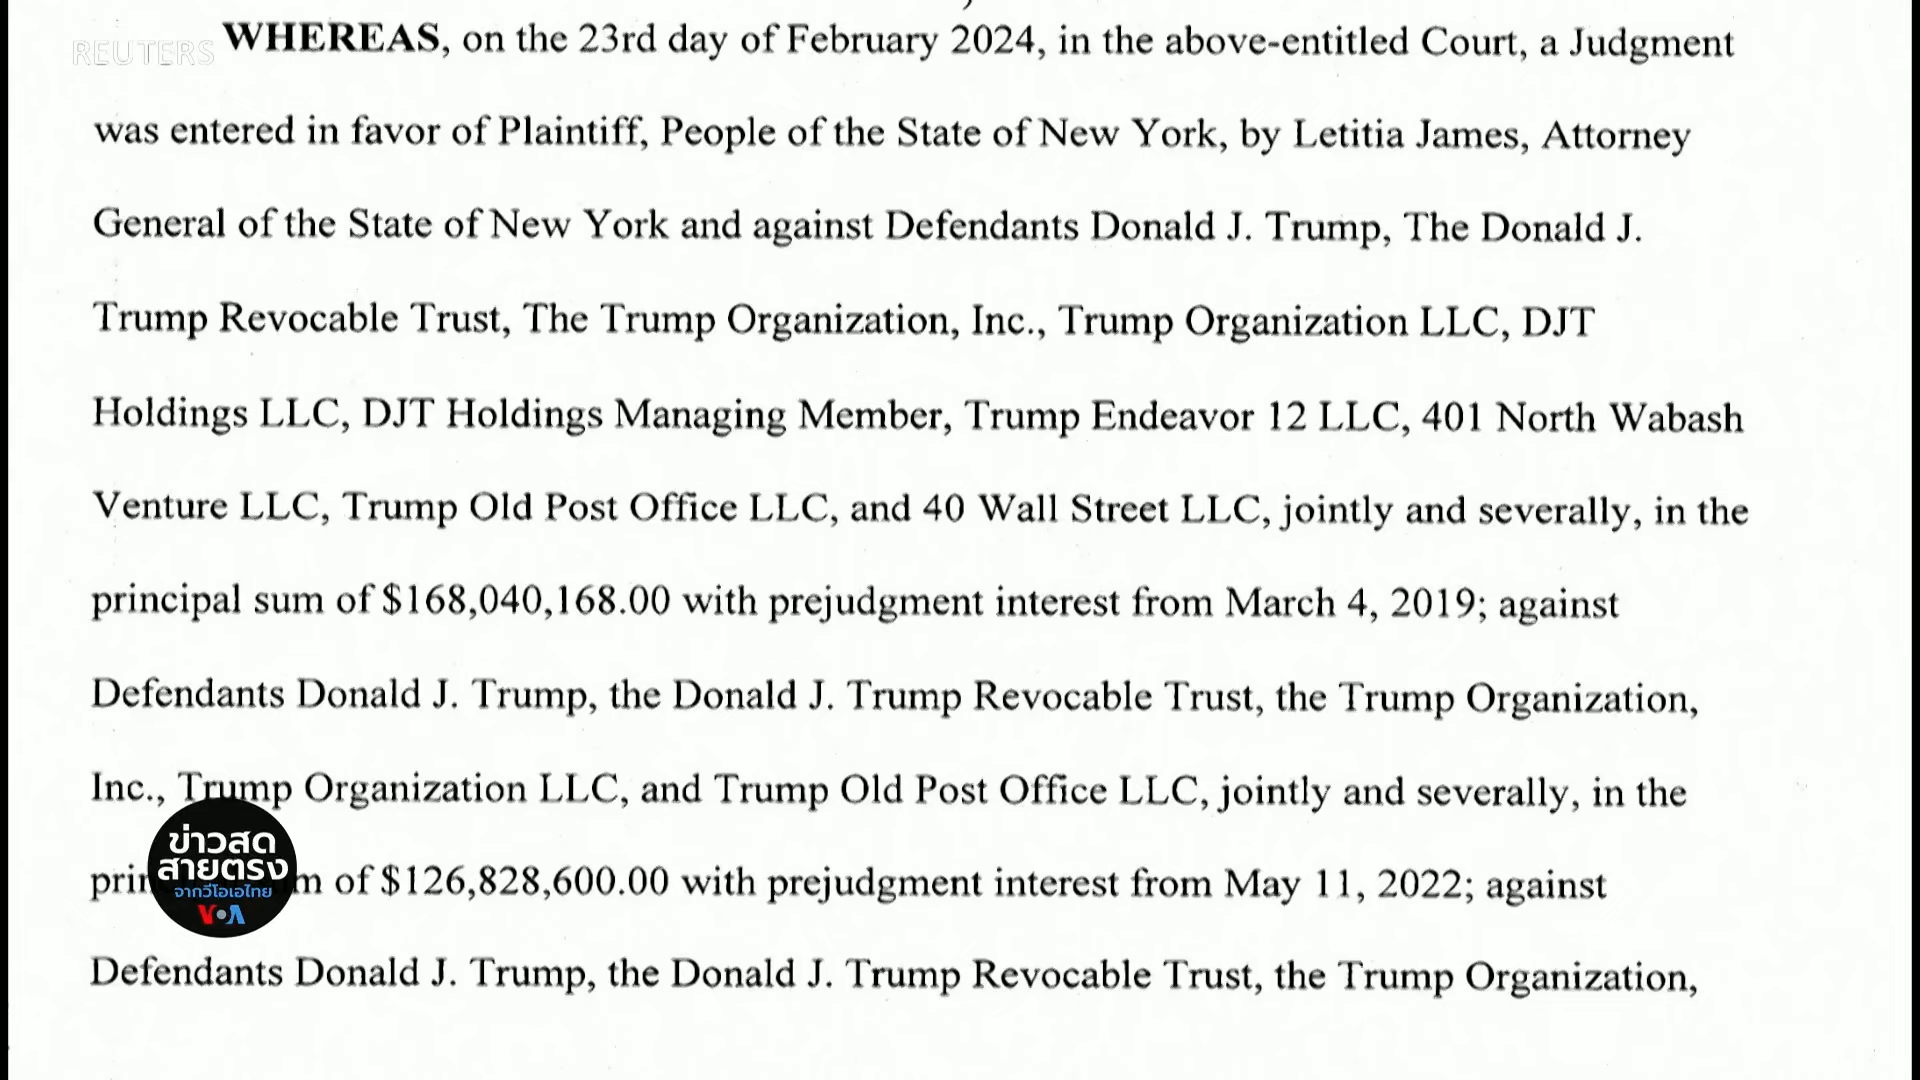 REUTERS
WHEREAS, on the 23rd day of February 2024, in the above-entitled Court, a Judgment
was entered in favor of Plaintiff, People of the State of New York, by Letitia James, Attorney
General of the State of New York and against Defendants Donald J. Trump, The Donald J.
Trump Revocable Trust, The Trump Organization, Inc., Trump Organization LLC, DJT
Holdings LLC, DJT Holdings Managing Member, Trump Endeavor 12 LLC, 401 North Wabash
Venture LLC, Trump Old Post Office LLC, and 40 Wall Street LLC, jointly and severally, in the
principal sum of $168,040,168.00 with prejudgment interest from March 4, 2019; against
Defendants Donald J. Trump, the Donald J. Trump Revocable Trust, the Trump Organization,
Inc., Trump Organization LLC, and Trump Old Post Office LLC, jointly and severally, in the
of $126,828,600.00 with prejudgment interest from May 11, 2022; against
Defendants Donald J. Trump, the Donald J. Trump Revocable Trust, the Trump Organization,
ข่าวสด
สายตรง
จากวีโอเอไทย
VOA